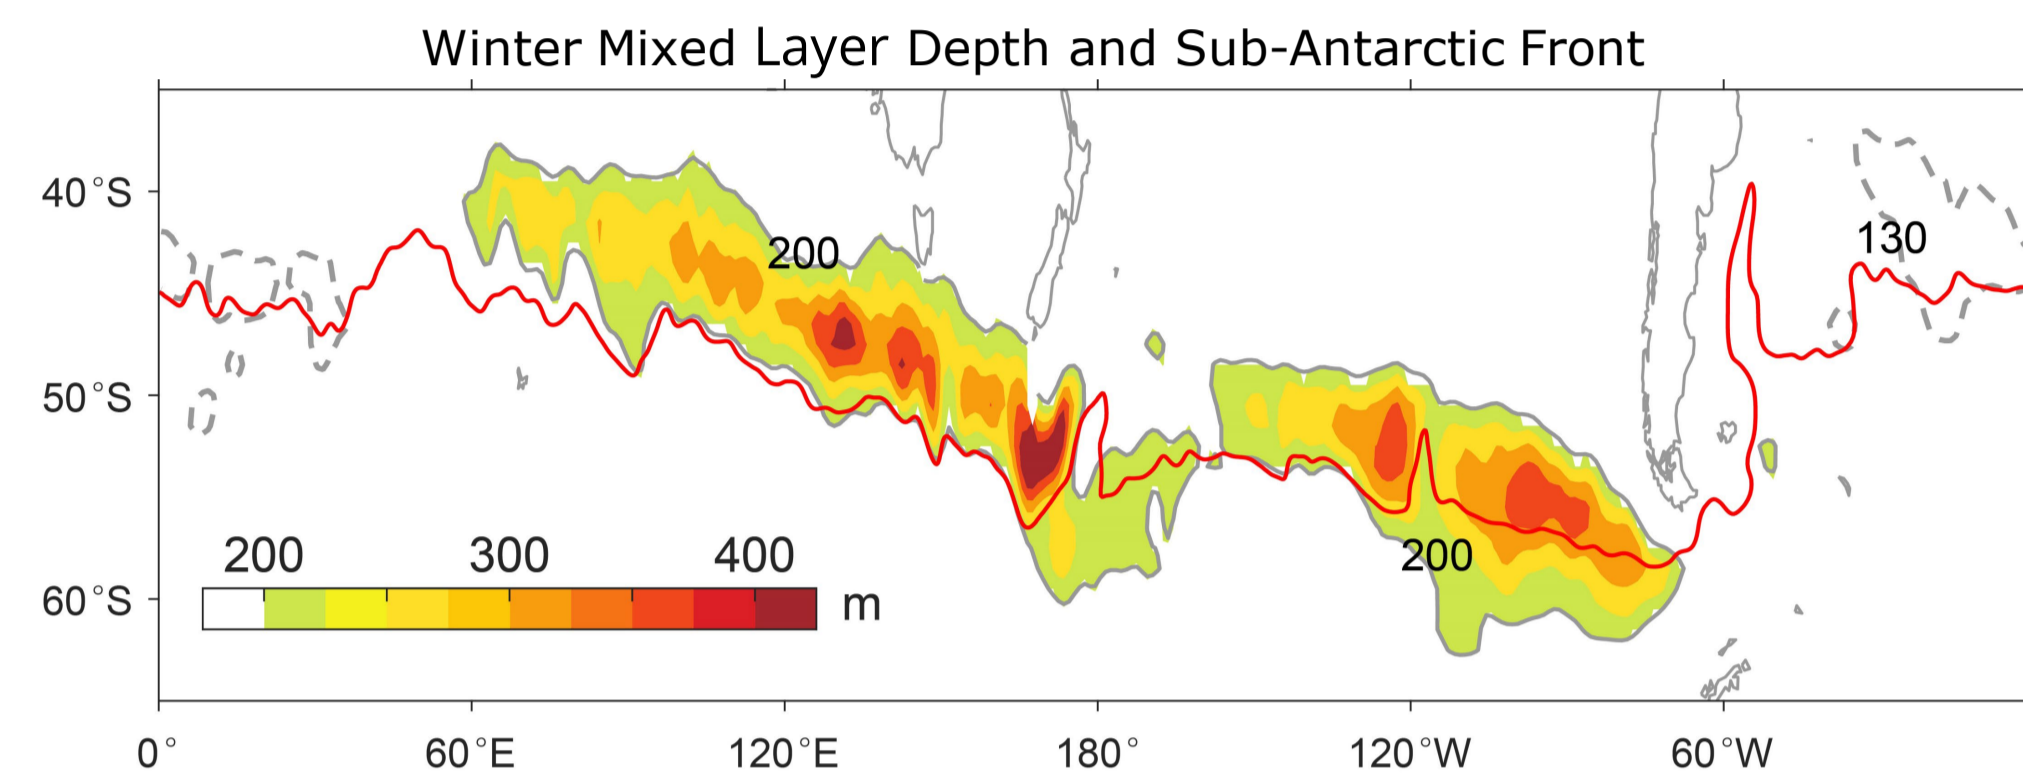 Winter Mixed Layer Depth and Sub-Antarctic Front
40°S
200
130
50°S
200 300 400
200
60°S
m
0° 60°E 120°E 180° 120°W 60°W